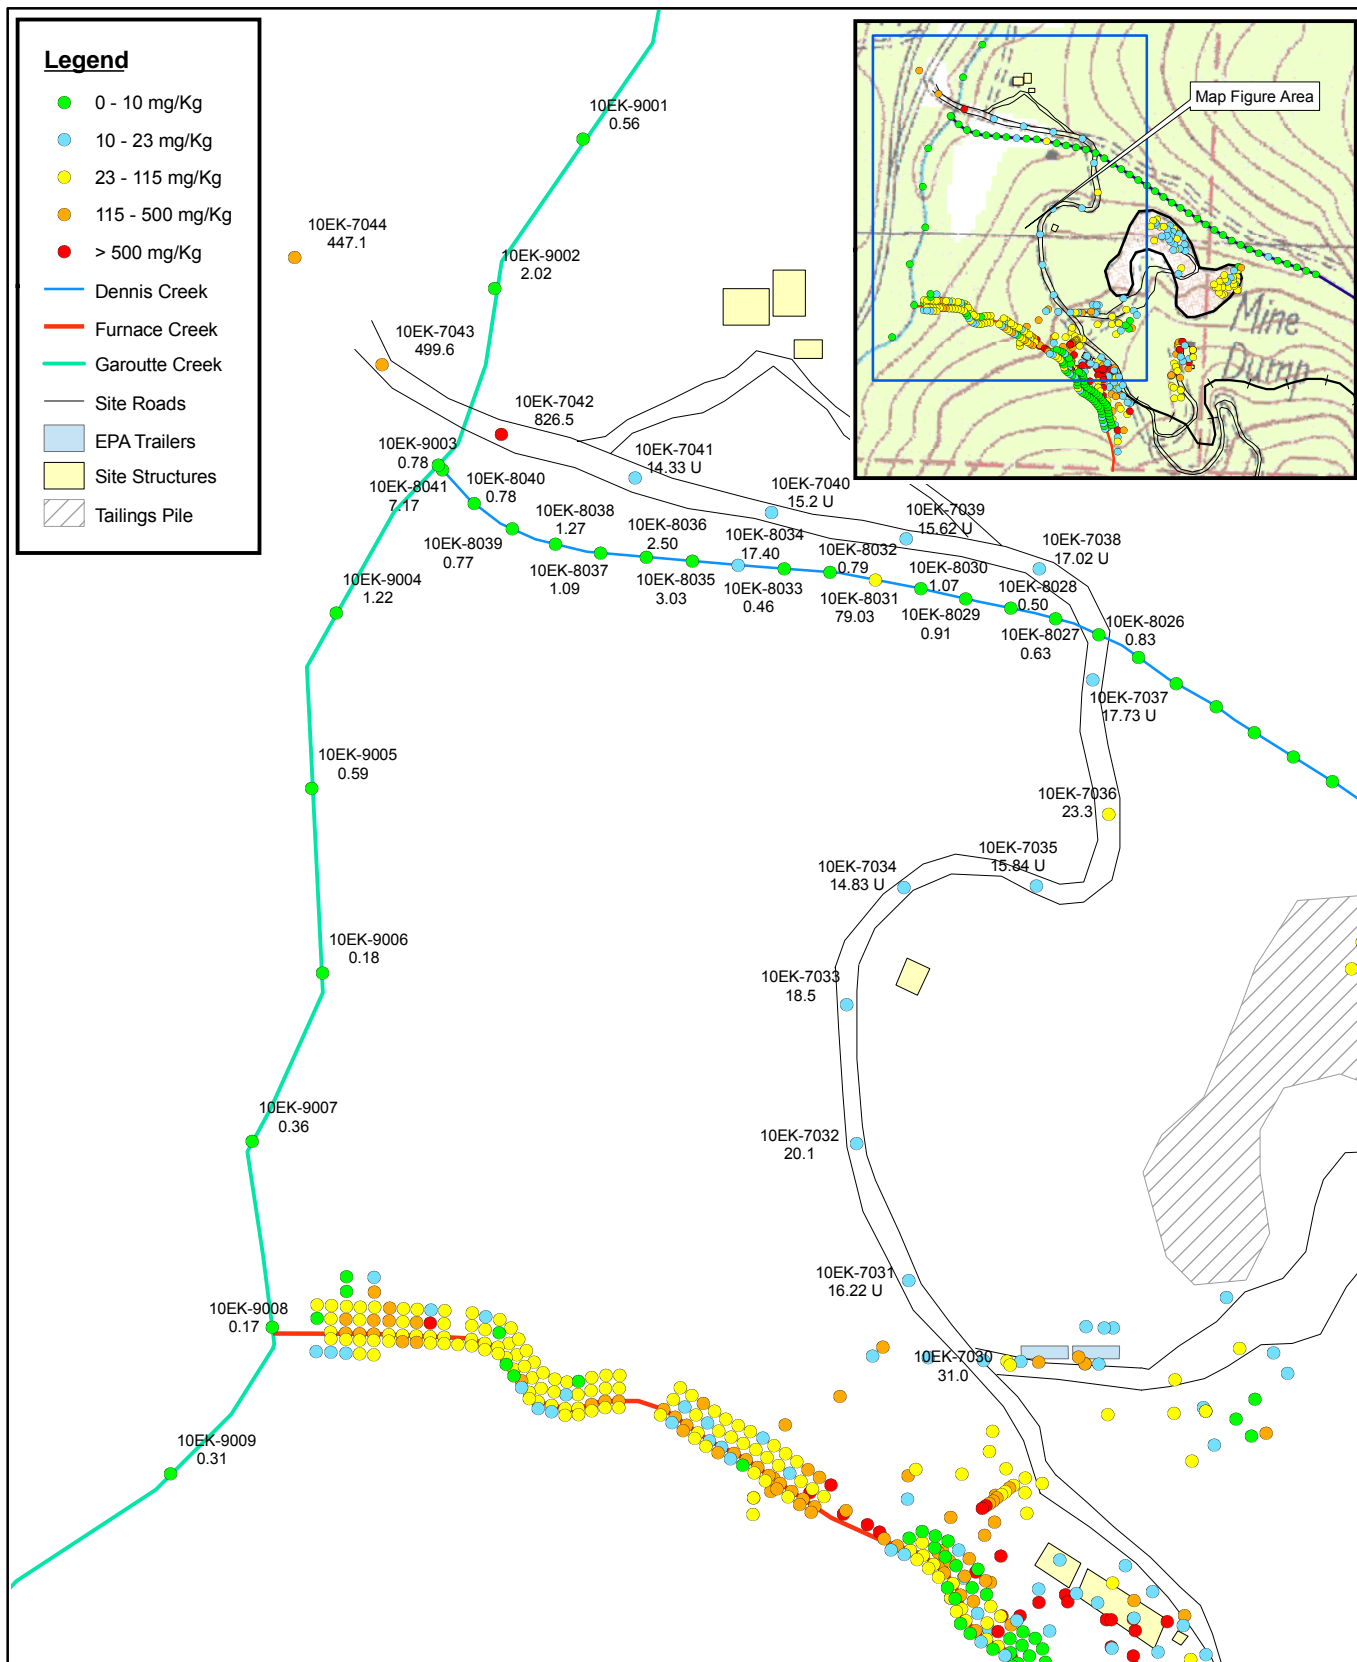 Legend
0 - 10 mg/Kg
10 - 23 mg/Kg
23 - 115 mg/Kg
115 - 500 mg/Kg
> 500 mg/Kg
Dennis Creek
Furnace Creek
Garoutte Creek
Site Roads
EPA Trailers
Site Structures
Tailings Pile
Map Figure Area
Mine
Dump
10EK-9001
0.56
10EK-7044
447.1
10EK-9002
2.02
10EK-7043
499.6
10EK-7042
826.5
10EK-9003
0.78
10EK-7041
14.33 U
10EK-8041
7.17
10EK-8040
0.78
10EK-7040
15.2 U
10EK-7039
15.62 U
10EK-8038
1.27
10EK-8036
2.50
10EK-8034
17.40
10EK-8032
0.79
10EK-7038
17.02 U
10EK-8039
0.77
10EK-8037
1.09
10EK-8035
3.03
10EK-8033
0.46
10EK-8031
79.03
10EK-8030
1.07
10EK-8028
0.50
10EK-8029
0.91
10EK-8027
0.63
10EK-8026
0.83
10EK-9004
1.22
10EK-7037
17.73 U
10EK-9005
0.59
10EK-7036
23.3
10EK-7035
15.84 U
10EK-7034
14.83 U
10EK-9006
0.18
10EK-7033
18.5
10EK-9007
0.36
10EK-7032
20.1
10EK-7031
16.22 U
10EK-9008
0.17
10EK-7030
31.0
10EK-9009
0.31